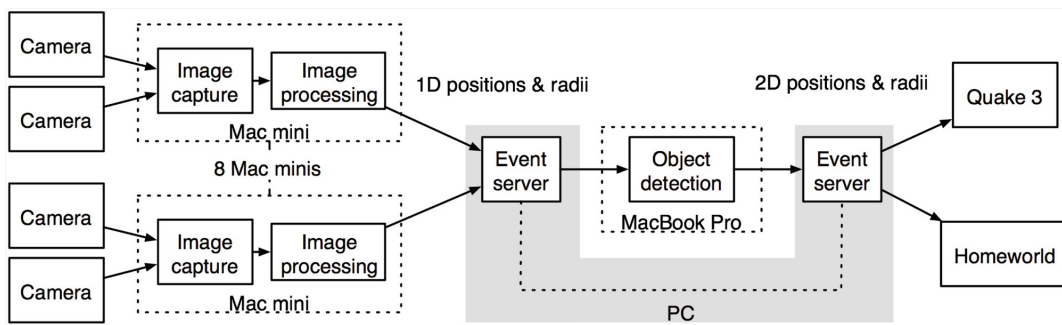 Camera
Camera
Image
capture
Image
processing
Mac mini
8 Mac minis
Camera
Camera
Image
capture
Image
processing
Mac mini
1D positions & radii
Event
server
Object
detection
MacBook Pro
2D positions & radii
Event
server
PC
Quake 3
Homeworld